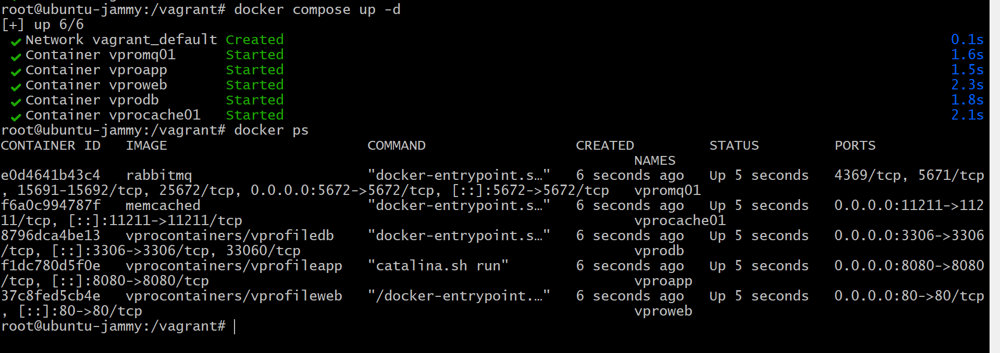 root@ubuntu-jammy:/vagrant# docker compose up -d
[+] up 6/6
✔ Network vagrant_default Created 0.1s
✔ Container vpromq01 Started 1.6s
✔ Container vproapp Started 1.5s
✔ Container vproweb Started 2.3s
✔ Container vprodb Started 1.8s
✔ Container vprocache01 Started 2.1s
root@ubuntu-jammy:/vagrant# docker ps
CONTAINER ID IMAGE COMMAND CREATED STATUS PORTS
NAMES
e0d4641b43c4 rabbitmq "docker-entrypoint.s…" 6 seconds ago Up 5 seconds 4369/tcp, 5671/tcp
, 15691-15692/tcp, 25672/tcp, 0.0.0.0:5672->5672/tcp, [::]:5672->5672/tcp vpromq01
f6a0c994787f memcached "docker-entrypoint.s…" 6 seconds ago Up 5 seconds 0.0.0.0:11211->112
11/tcp, [::]:11211->11211/tcp vprocache01
8796dca4be13 vprocontainers/vprofiledb "docker-entrypoint.s…" 6 seconds ago Up 5 seconds 0.0.0.0:3306->3306
/tcp, [::]:3306->3306/tcp, 33060/tcp vprodb
f1dc780d5f0e vprocontainers/vprofileapp "catalina.sh run" 6 seconds ago Up 5 seconds 0.0.0.0:8080->8080
/tcp, [::]:8080->8080/tcp vproapp
37c8fed5cb4e vprocontainers/vprofileweb "/docker-entrypoint.…" 6 seconds ago Up 5 seconds 0.0.0.0:80->80/tcp
, [::]:80->80/tcp vproweb
root@ubuntu-jammy:/vagrant#